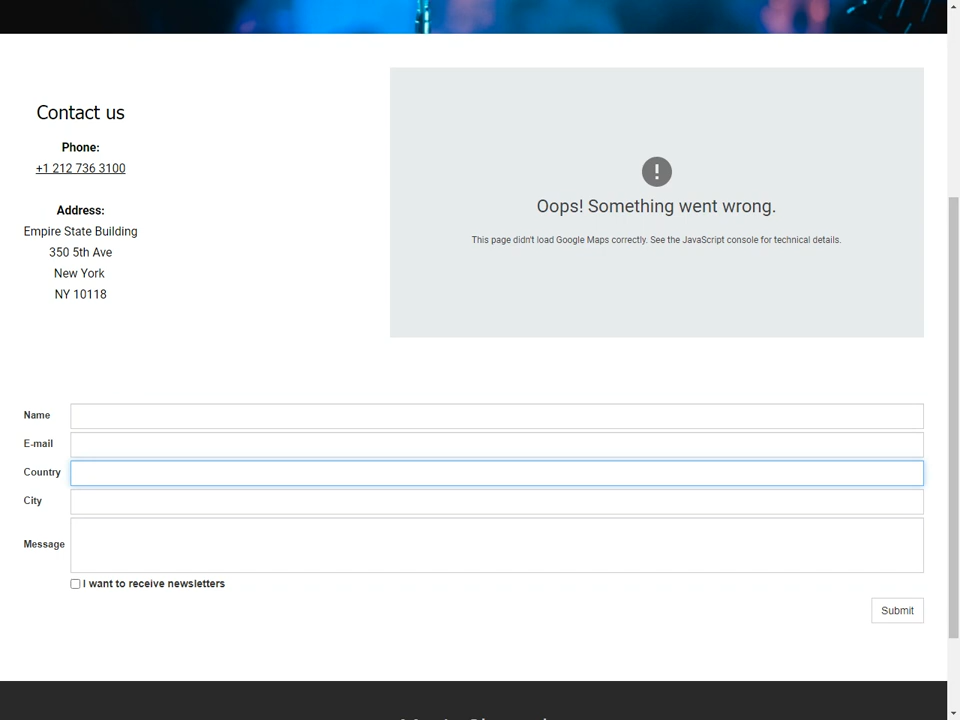 Contact us
Phone:
+1 212 736 3100
Address:
Empire State Building
350 5th Ave
New York
NY 10118
Oops! Something went wrong.
This page didn't load Google Maps correctly. See the JavaScript console for technical details.
Name
E-mail
Country
City
Message
I want to receive newsletters
Submit